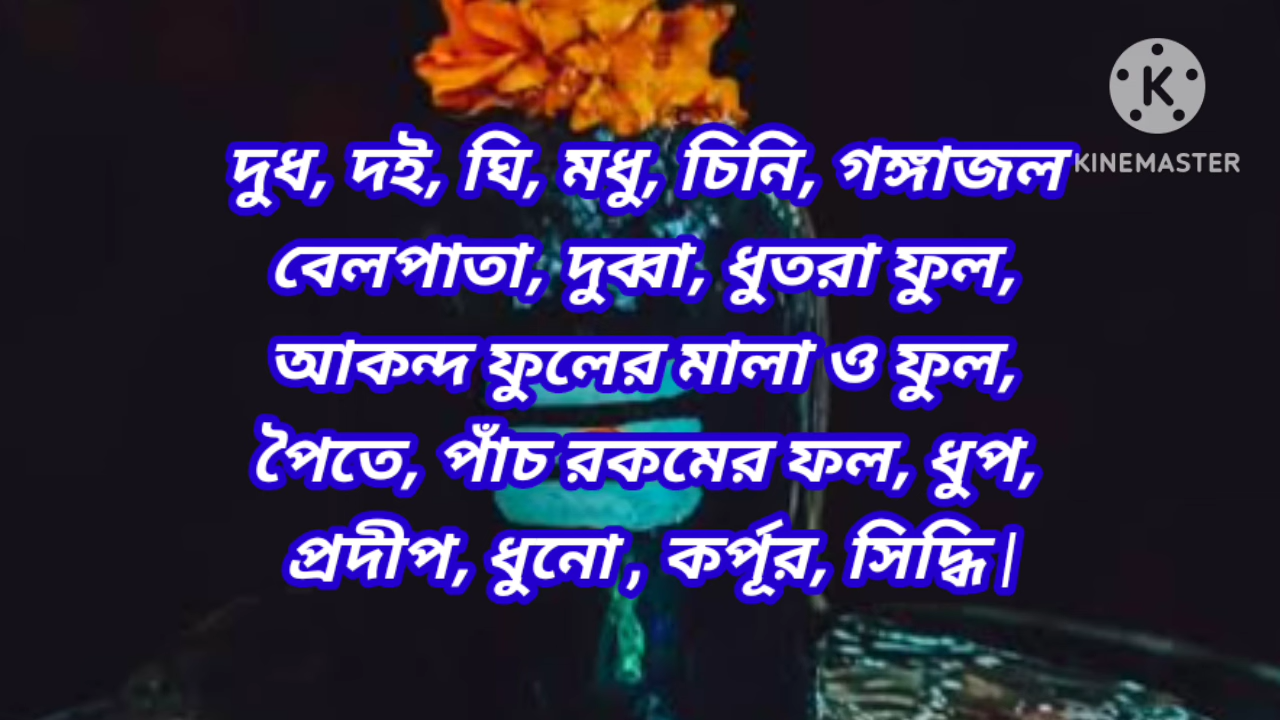 দুধ, দই, ঘি, মধু, চিনি, গঙ্গাজল
বেলপাতা, দুব্বা, ধুতরা ফুল,
আকন্দ ফুলের মালা ও ফুল,
পৈতে, পাঁচ রকমের ফল, ধুপ,
প্রদীপ, ধুনো , কর্পূর, সিদ্ধি|
K
KINEMASTER